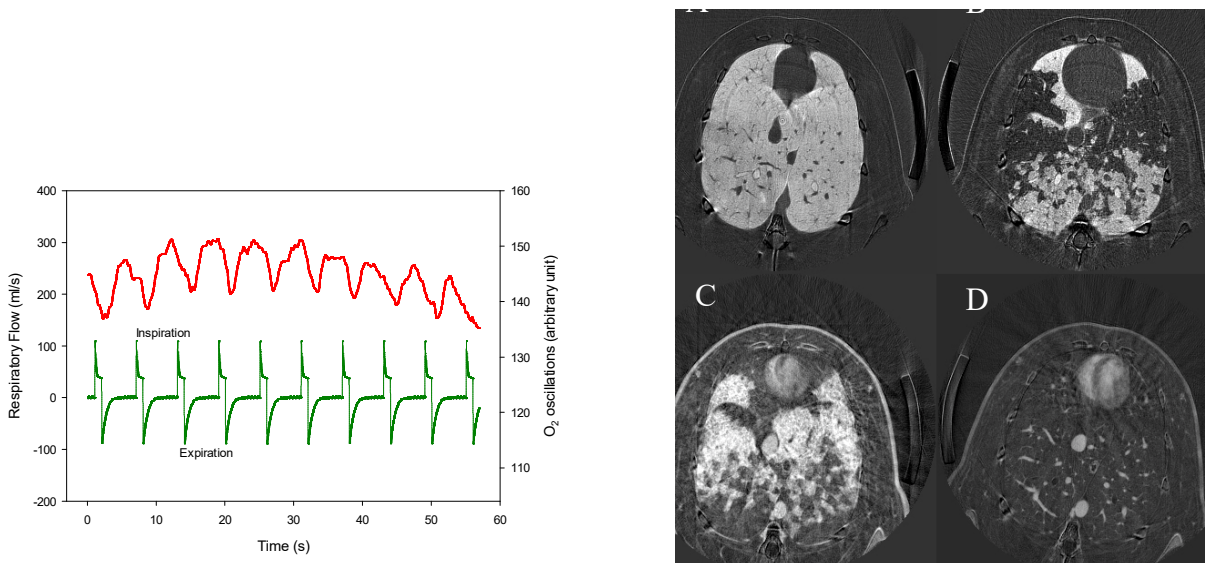 400
300
200
100
0
-100
-200
Respiratory Flow (ml/s)
Inspiration
Expiration
160
150
140
130
120
110
O₂ oscillations (arbitrary unit)
0 10 20 30 40 50 60
Time (s)
C D